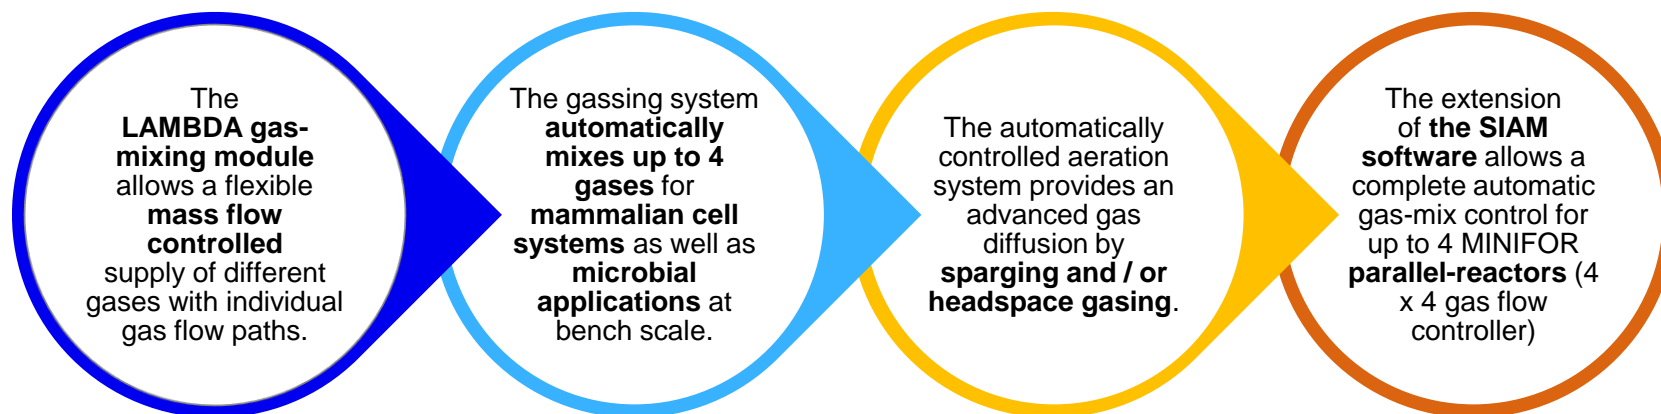 The
LAMBDA gas-
mixing module
allows a flexible
mass flow
controlled
supply of different
gases with individual
gas flow paths.
The gassing system
automatically
mixes up to 4
gases for
mammalian cell
systems as well as
microbial
applications at
bench scale.
The automatically
controlled aeration
system provides an
advanced gas
diffusion by
sparging and / or
headspace gasing.
The extension
of the SIAM
software allows a
complete automatic
gas-mix control for
up to 4 MINIFOR
parallel-reactors (4
x 4 gas flow
controller)